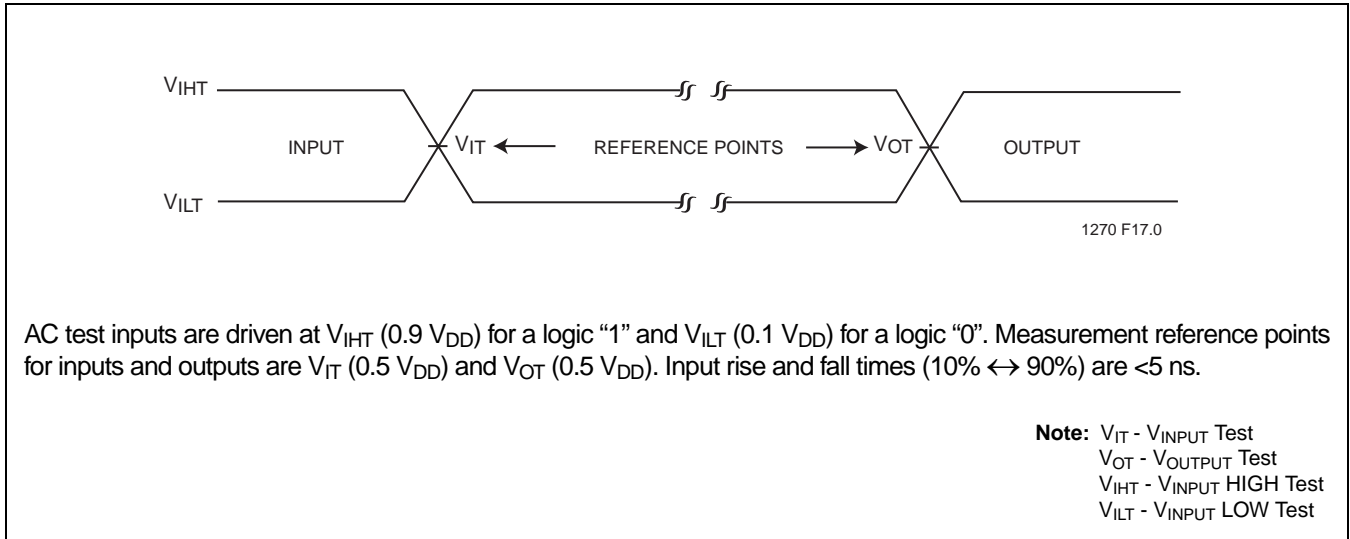 VIHT
INPUT VIT REFERENCE POINTS VOT OUTPUT
VILT
1270 F17.0
AC test inputs are driven at VIHT (0.9 VDD) for a logic “1” and VILT (0.1 VDD) for a logic “0”. Measurement reference points
for inputs and outputs are VIT (0.5 VDD) and VOT (0.5 VDD). Input rise and fall times (10% ↔ 90%) are <5 ns.
Note: VIT - VINPUT Test
VOT - VOUTPUT Test
VIHT - VINPUT HIGH Test
VILT - VINPUT LOW Test